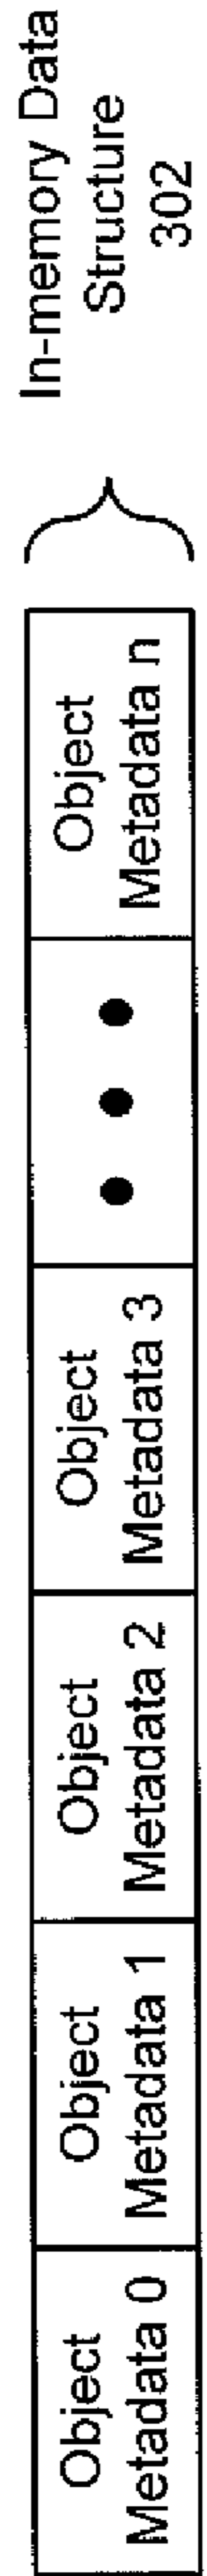 Object
Metadata 0
Object
Metadata 1
Object
Metadata 2
Object
Metadata 3
Object
Metadata n
In-memory Data
Structure
302